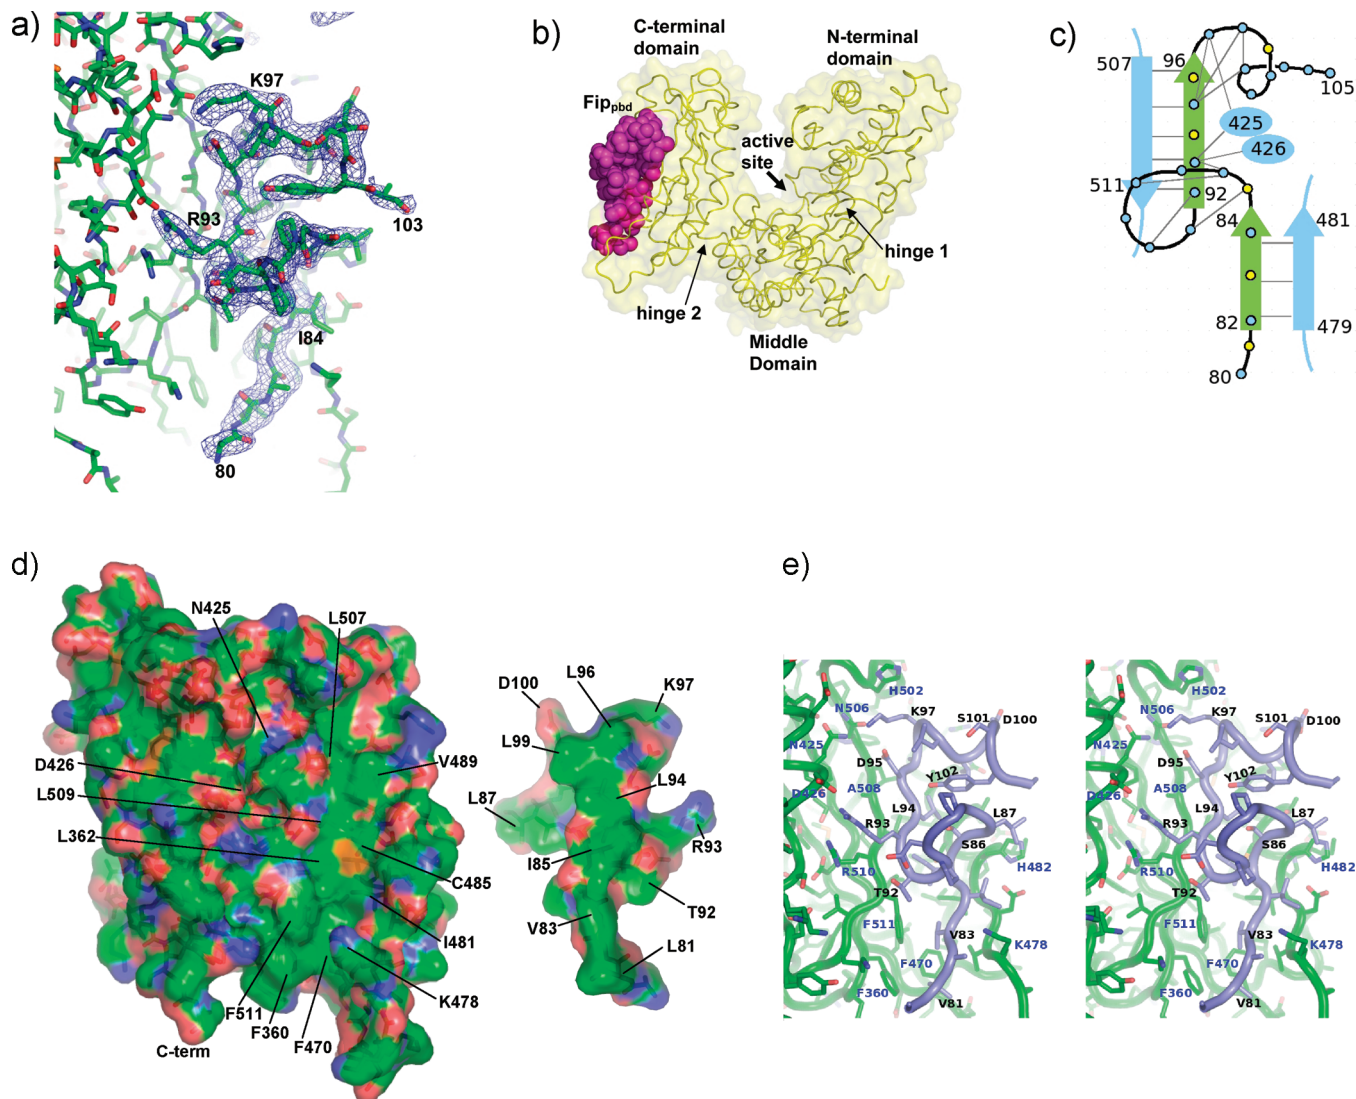 a)
K97
R93
103
I84
80
b)
C-terminal
domain
N-terminal
domain
Fip pbd
active
site
hinge 1
hinge 2
Middle
Domain
c)
507
96
105
425
426
511
92
84
481
82
479
80
d)
N425
L507
D426
L509
L362
V489
C485
I481
K478
F511
F360
F470
C-term
D100
L96
K97
L99
L94
L87
R93
I85
T92
V83
L81
e)
H502
N506
K97
S101
D100
N425
D95
Y102
D426
A508
L94
L87
R93
S86
R510
H482
T92
F511
V83
K478
F470
F360
V81
H502
N506
K97
S101
D100
N425
D95
Y102
D426
A508
L94
L87
R93
S86
R510
H482
T92
F511
V83
K478
F470
F360
V81